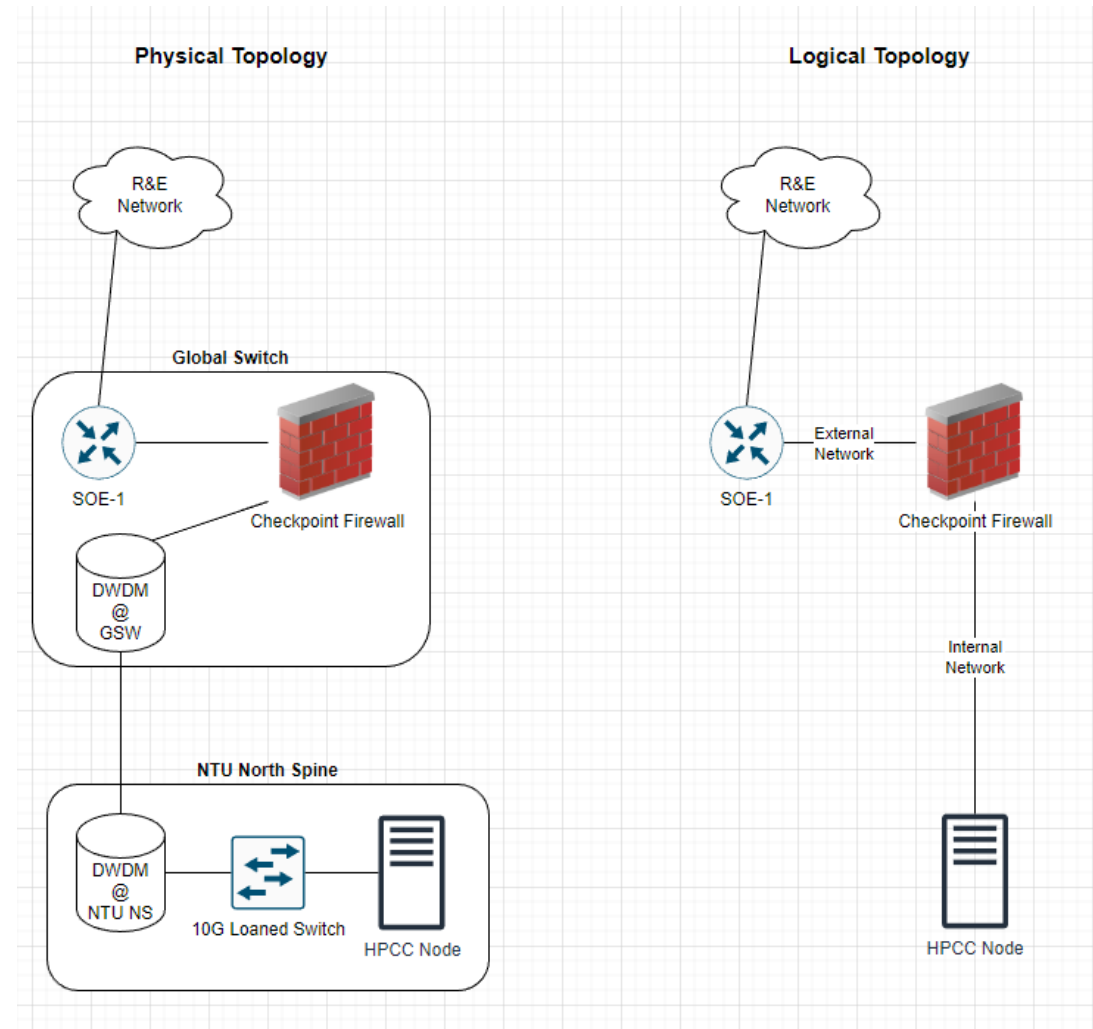 Physical Topology
R&E
Network
Global Switch
SOE-1
Checkpoint Firewall
DWDM
@
GSW
NTU North Spine
DWDM
@
NTU NS
10G Loaned Switch
HPCC Node
Logical Topology
R&E
Network
External
Network
SOE-1
Checkpoint Firewall
Internal
Network
HPCC Node